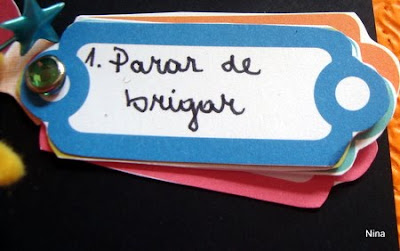 1. Parar de
brigar
Nina